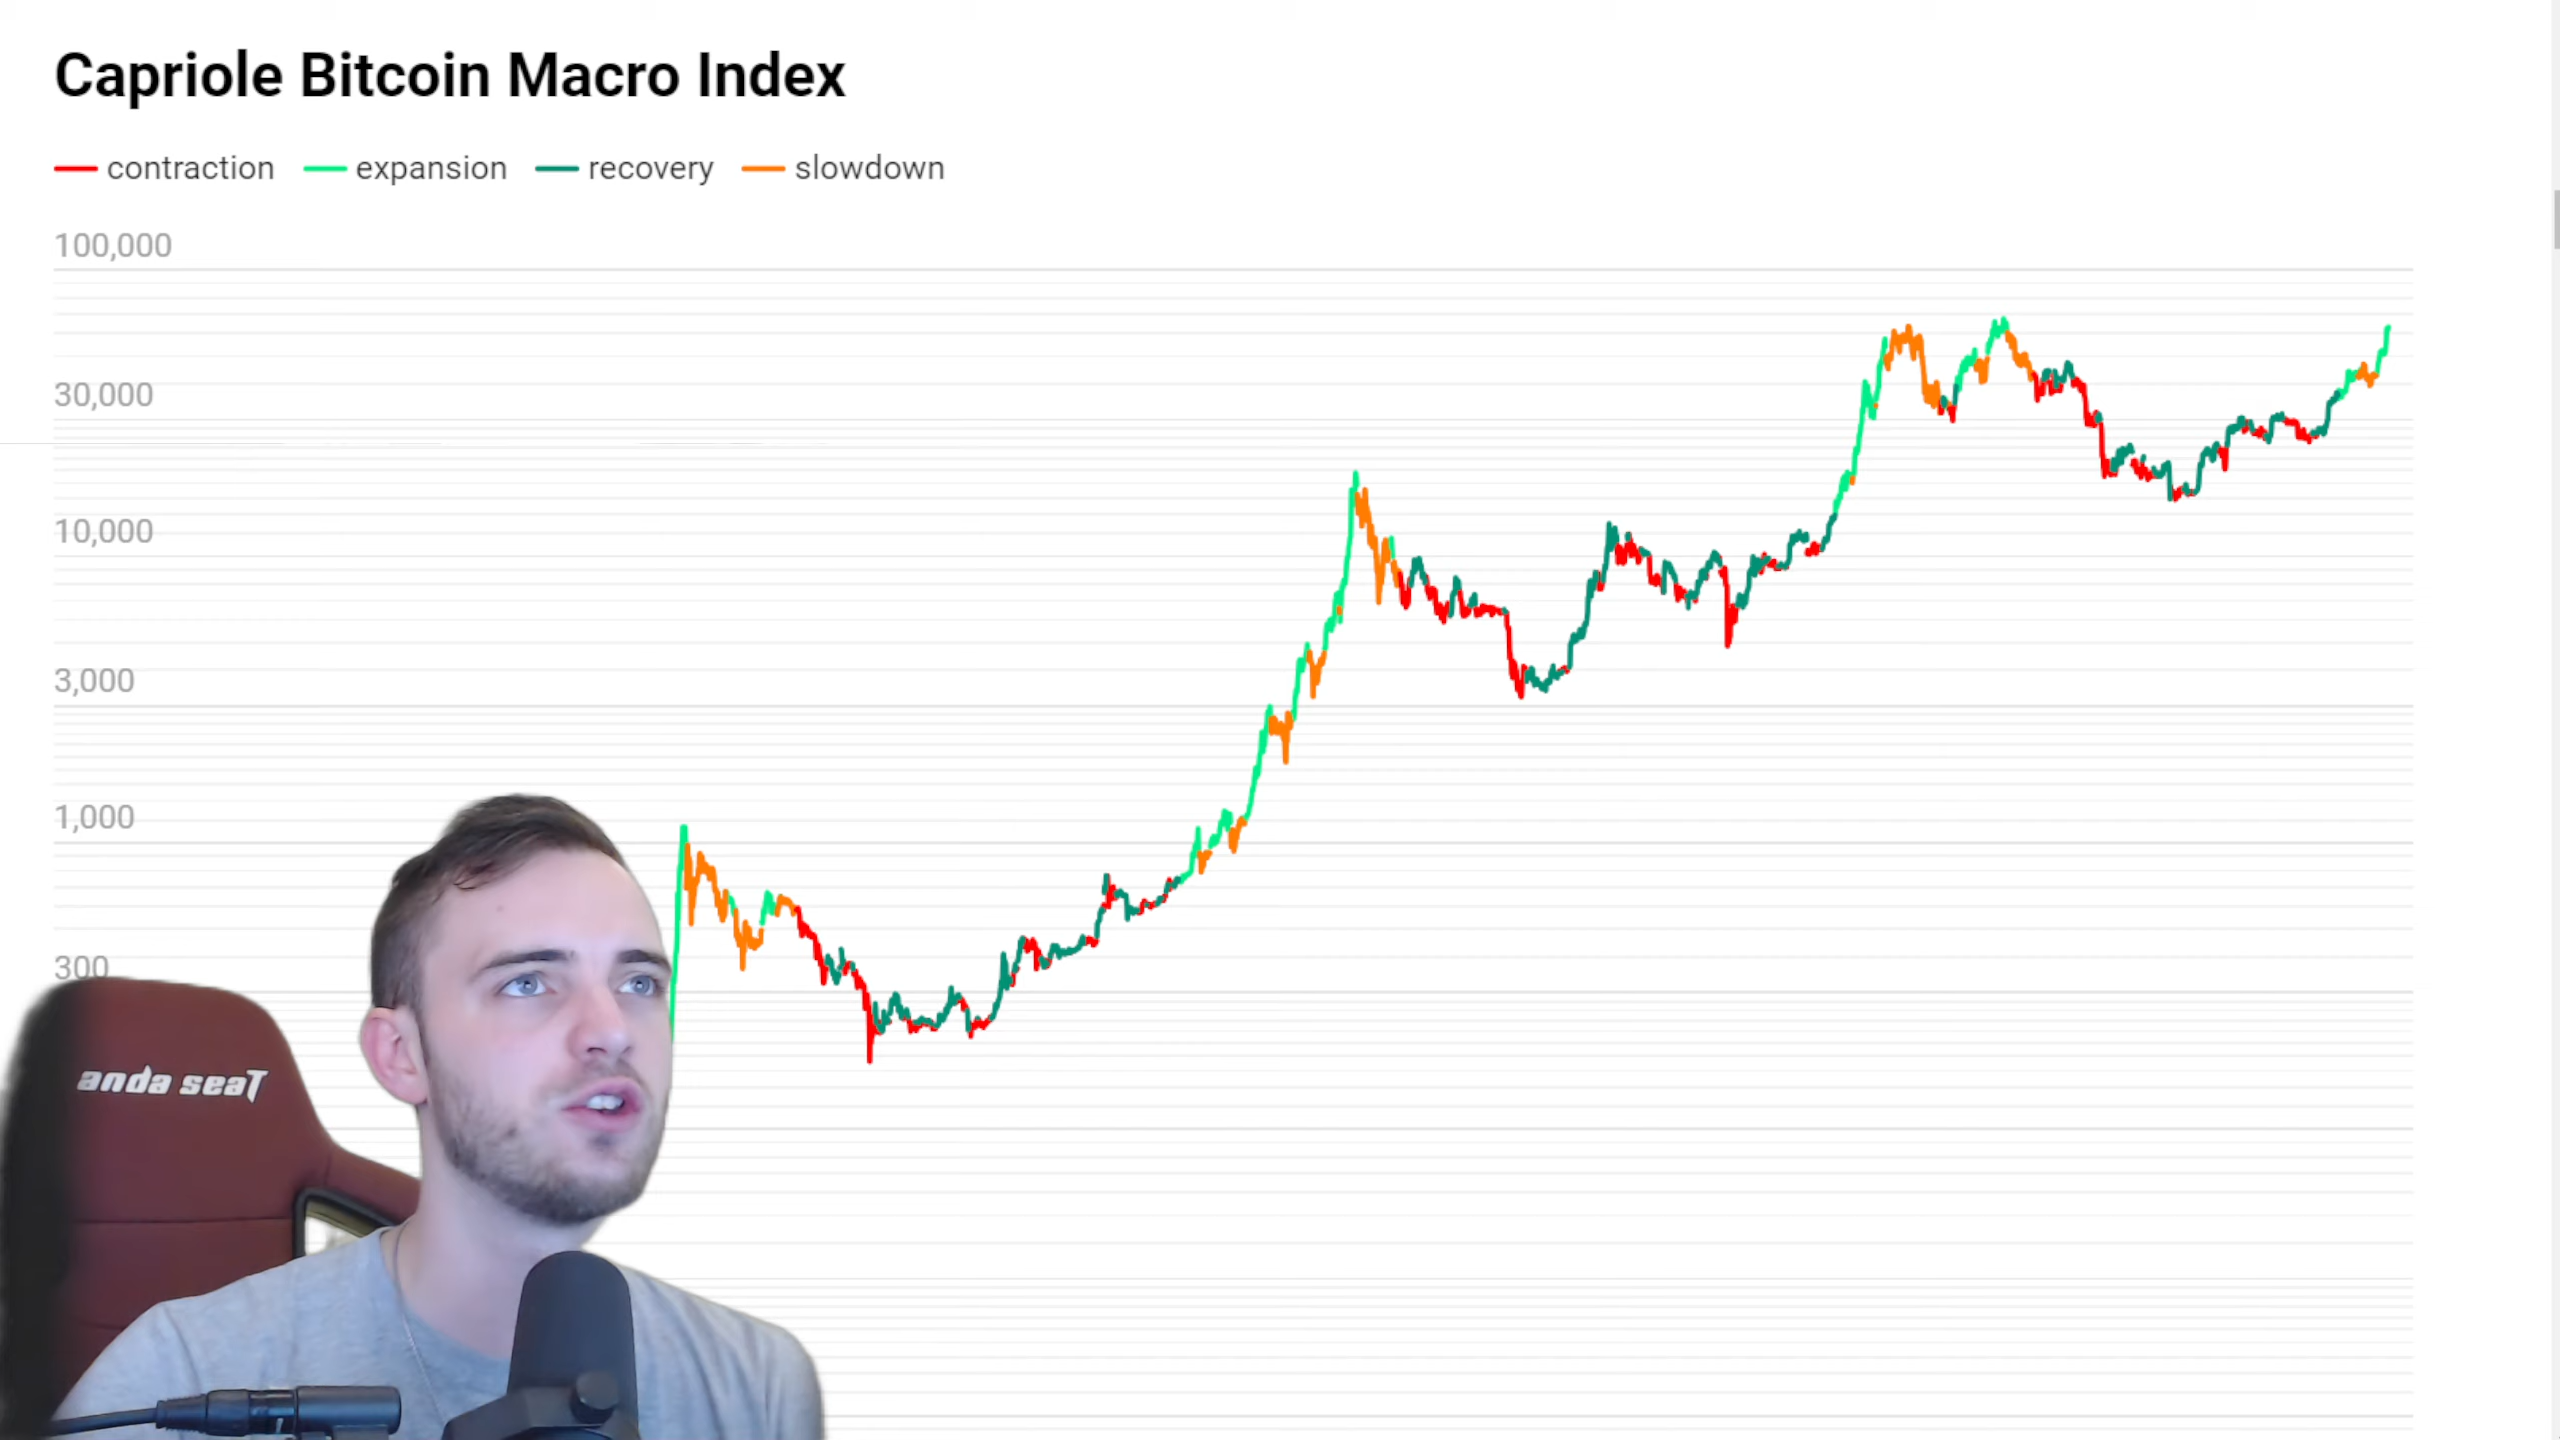 Capriole Bitcoin Macro Index
contraction expansion recovery slowdown
100,000
30,000
10,000
3,000
1,000
300
anda seaT